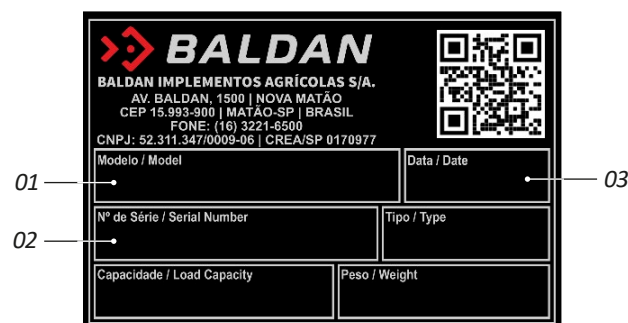 BALDAN
BALDAN IMPLEMENTOS AGRÍCOLAS S/A.
AV. BALDAN, 1500 | NOVA MATÃO
CEP 15.993-900 | MATÃO-SP | BRASIL
FONE: (16) 3221-6500
CNPJ: 52.311.347/0009-06 | CREA/SP 0170977
Modelo / Model
Data / Date
01
03
Nº de Série / Serial Number
Tipo / Type
02
Capacidade / Load Capacity
Peso / Weight